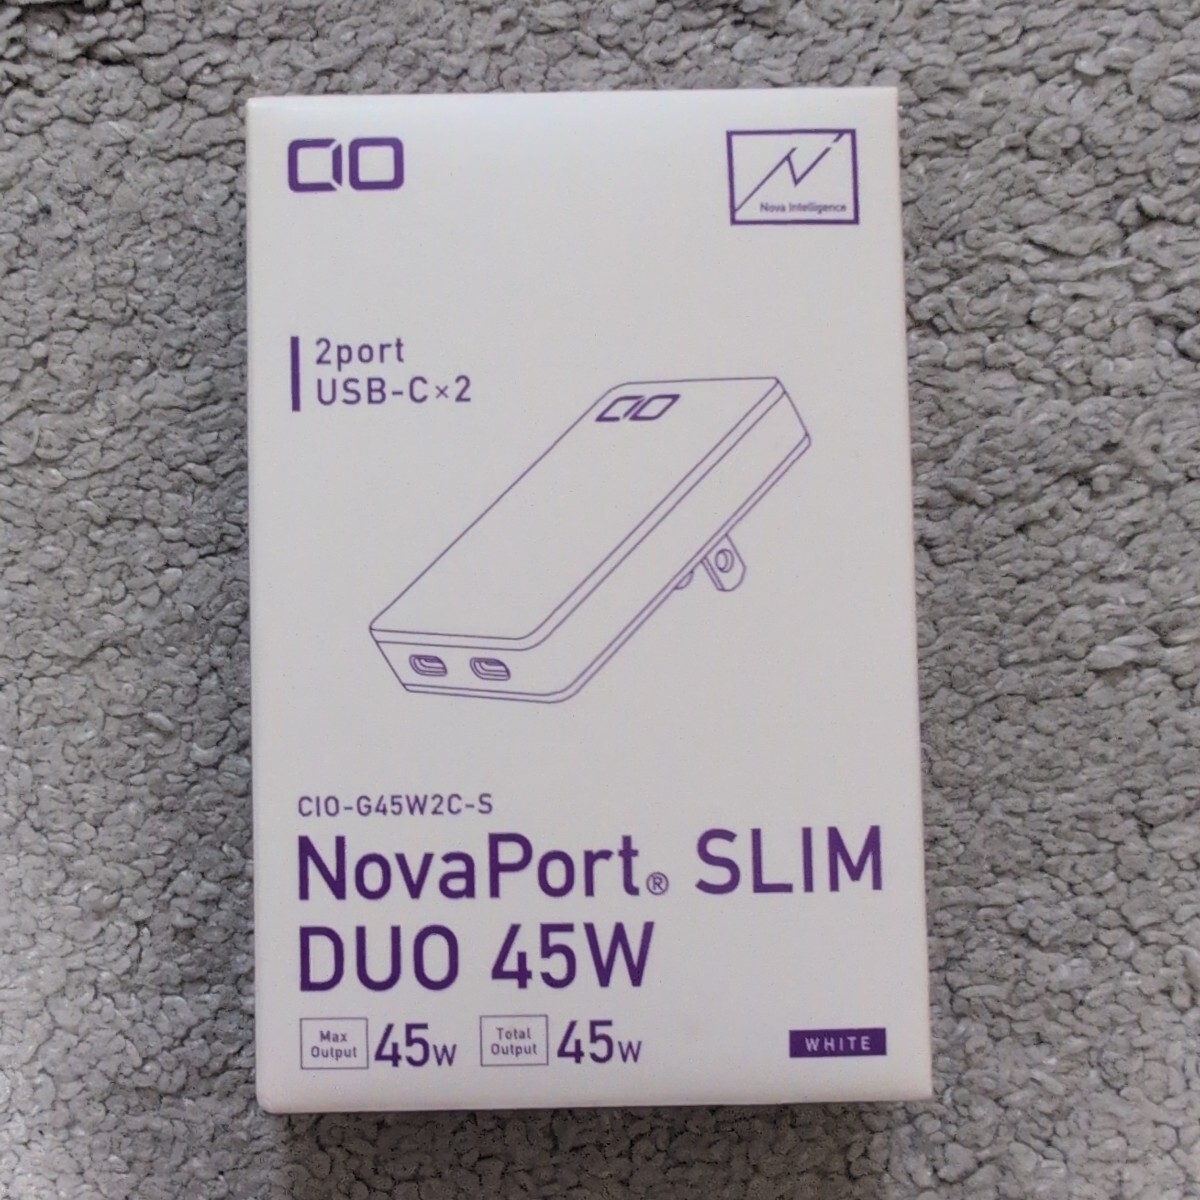 CIO
Nova Intelligence
2port
USB-C×2
CIO
CIO-G45W2C-S
NovaPort® SLIM
DUO 45W
Max
Output
45W
Total
Output
45W
WHITE